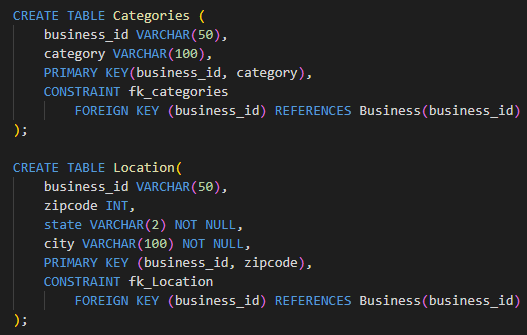 CREATE TABLE Categories (
    business_id VARCHAR(50),
    category VARCHAR(100),
    PRIMARY KEY(business_id, category),
    CONSTRAINT fk_categories
        FOREIGN KEY (business_id) REFERENCES Business(business_id)
);

CREATE TABLE Location(
    business_id VARCHAR(50),
    zipcode INT,
    state VARCHAR(2) NOT NULL,
    city VARCHAR(100) NOT NULL,
    PRIMARY KEY (business_id, zipcode),
    CONSTRAINT fk_Location
        FOREIGN KEY (business_id) REFERENCES Business(business_id)
);